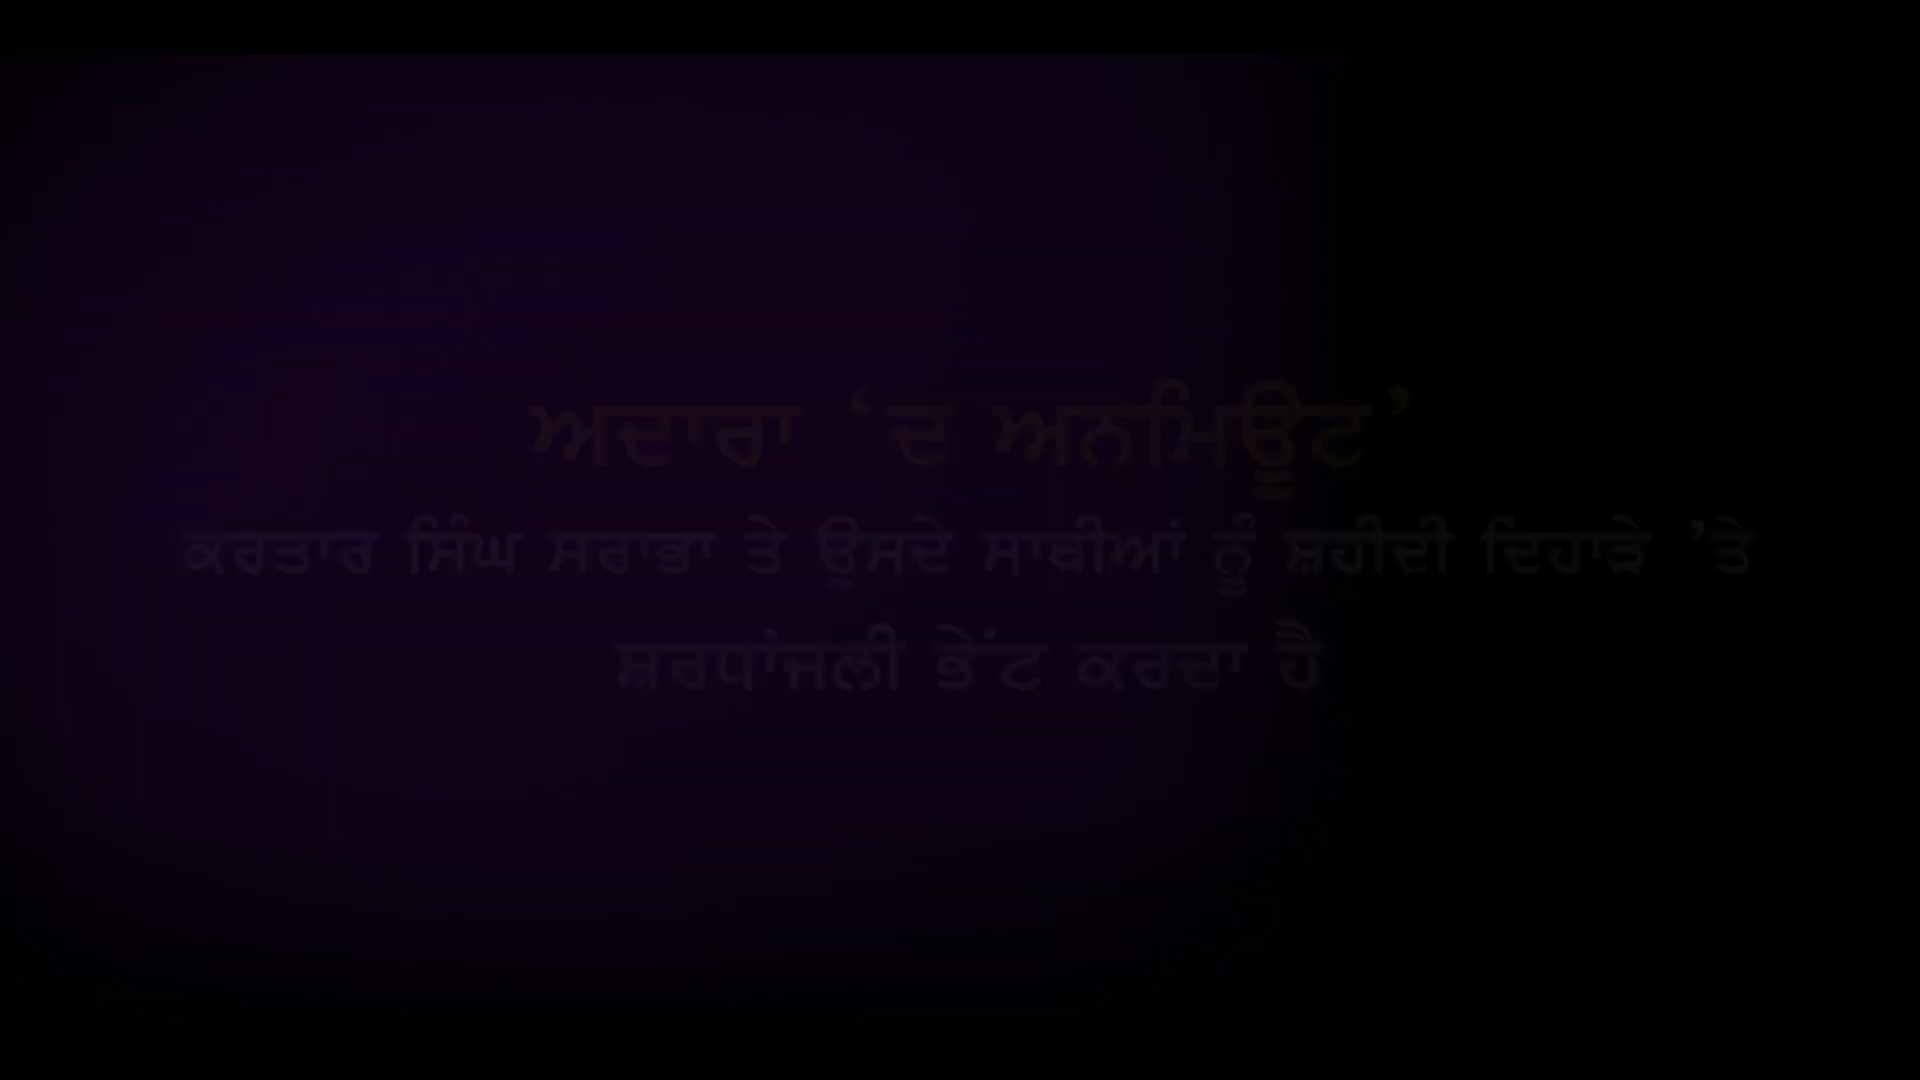 ਅਦਾਰਾ ‘ਦ ਅਨਮਿਊਟ’
ਕਰਤਾਰ ਸਿੰਘ ਸਰਾਭਾ ਤੇ ਉਸਦੇ ਸਾਥੀਆਂ ਨੂੰ ਸ਼ਹੀਦੀ ਦਿਹਾੜੇ ’ਤੇ
ਸ਼ਰਧਾਂਜਲੀ ਭੇਂਟ ਕਰਦਾ ਹੈ